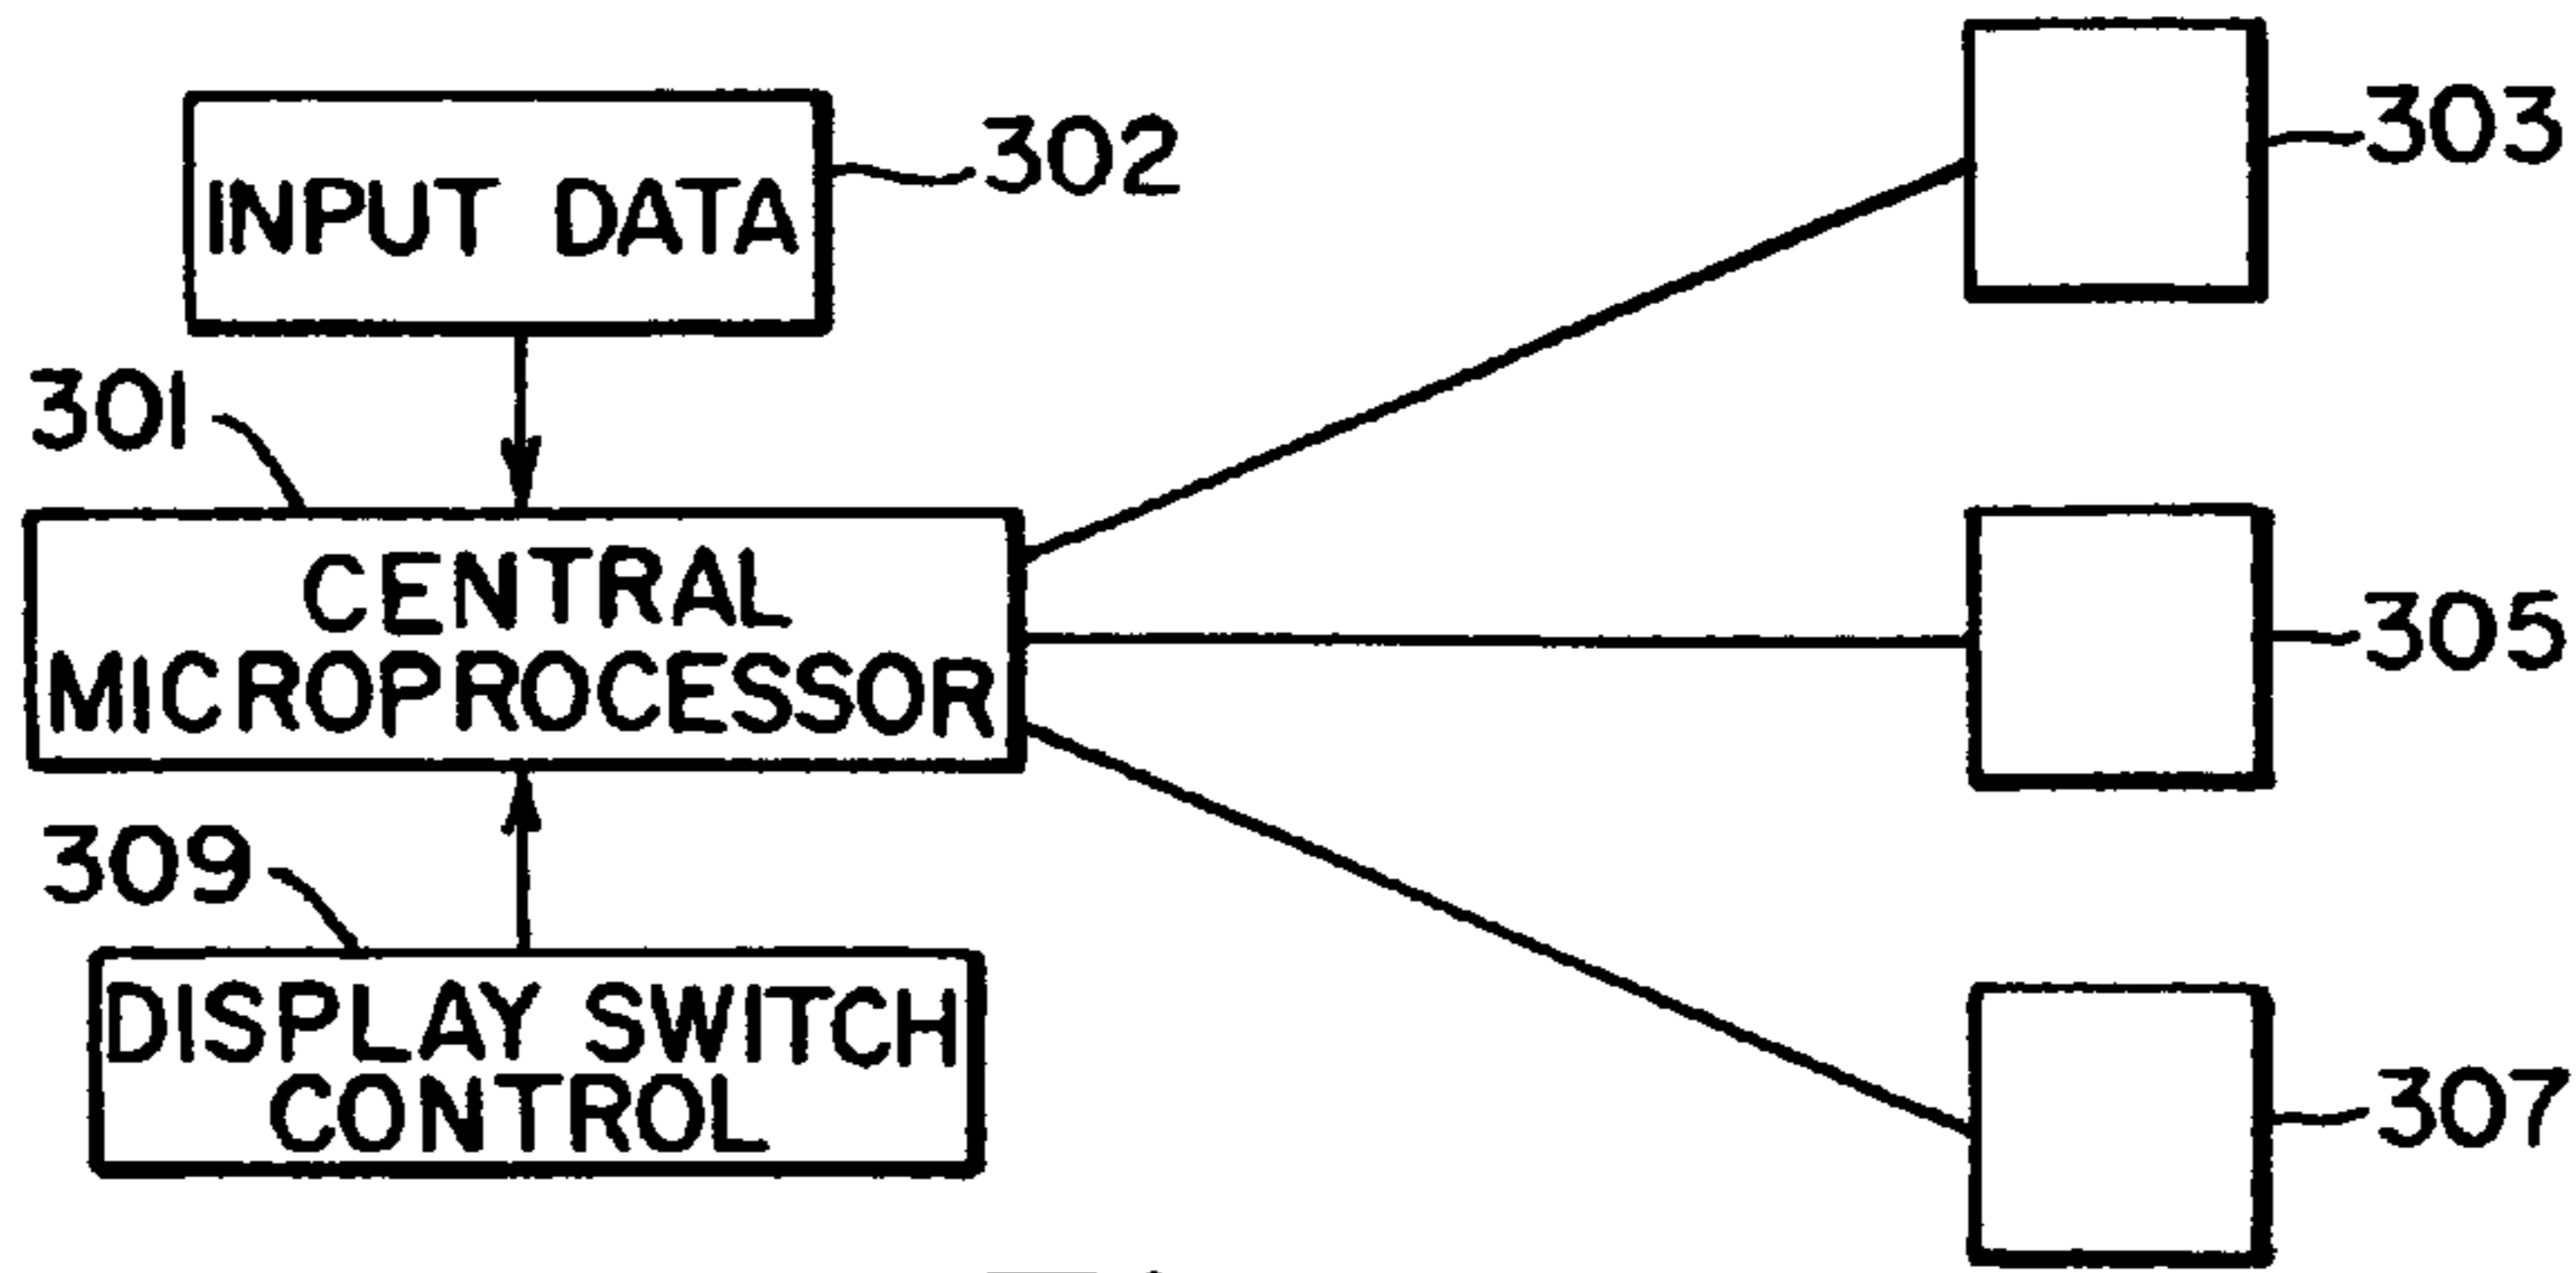 303
INPUT DATA
302
301
CENTRAL
MICROPROCESSOR
305
309
DISPLAY SWITCH
CONTROL
307